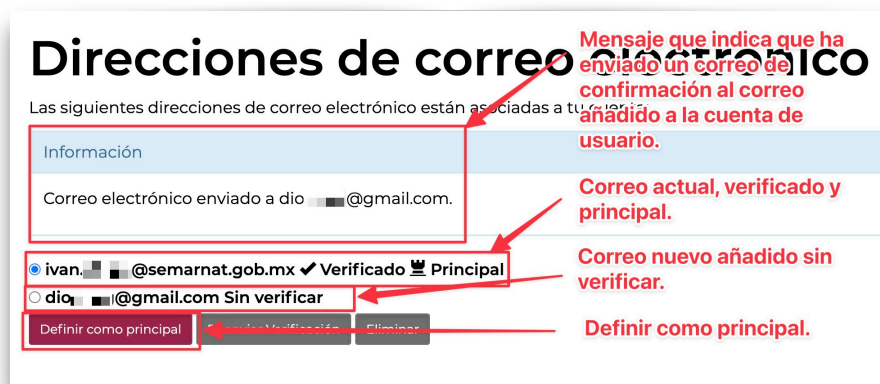 Direcciones de correo electrónico
Mensaje que indica que ha
enviado un correo de
confirmación al correo
añadido a la cuenta de
usuario.
Las siguientes direcciones de correo electrónico están asociadas a tu cuenta:
Información
Correo electrónico enviado a dio @gmail.com.
Correo actual, verificado y
principal.
ivan. @semarnat.gob.mx ✔ Verificado ♜ Principal
Correo nuevo añadido sin
verificar.
dio @gmail.com Sin verificar
Definir como principal Reenviar Verificación Eliminar
Definir como principal.